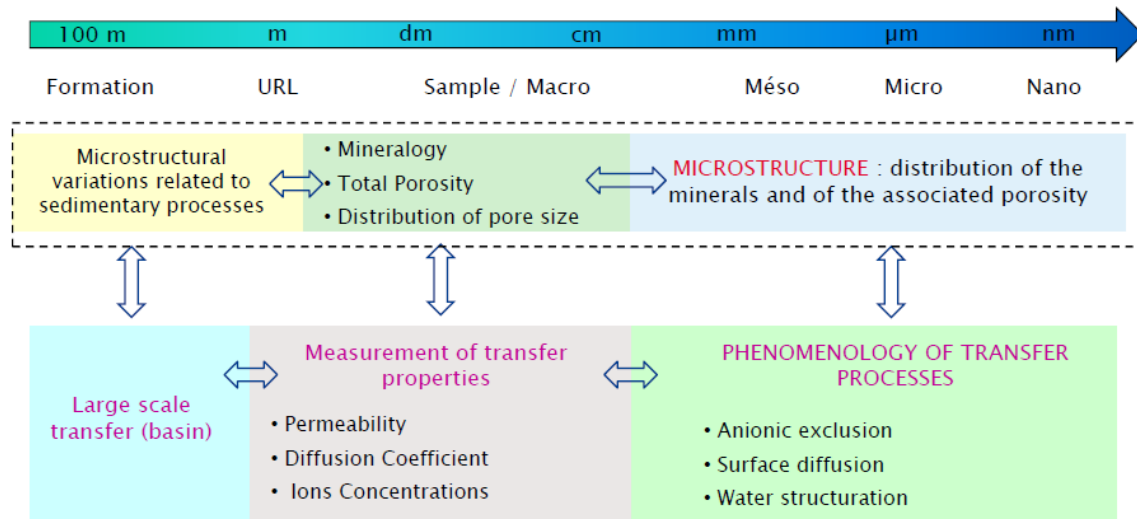 100 m m dm cm mm µm nm
Formation URL Sample / Macro Méso Micro Nano
Microstructural
variations related to
sedimentary processes
• Mineralogy
• Total Porosity
• Distribution of pore size
MICROSTRUCTURE : distribution of the
minerals and of the associated porosity
Large scale
transfer (basin)
Measurement of transfer
properties
• Permeability
• Diffusion Coefficient
• Ions Concentrations
PHENOMENOLOGY OF TRANSFER
PROCESSES
• Anionic exclusion
• Surface diffusion
• Water structuration